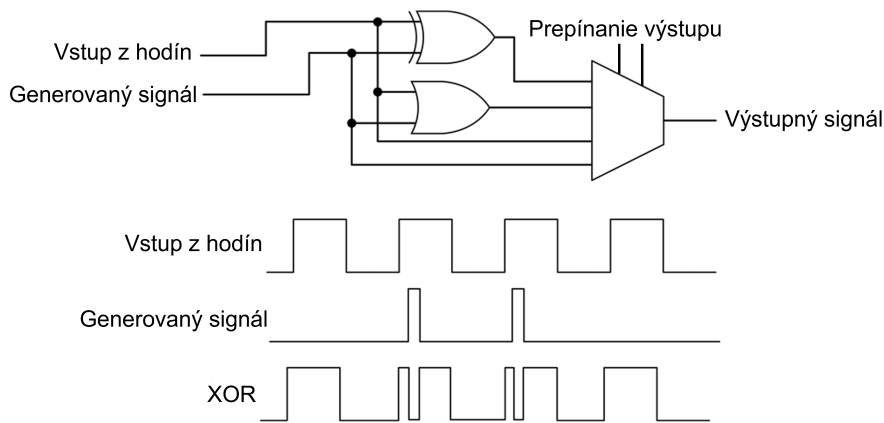 Prepínanie výstupu
Vstup z hodín
Generovaný signál
Výstupný signál
Vstup z hodín
Generovaný signál
XOR